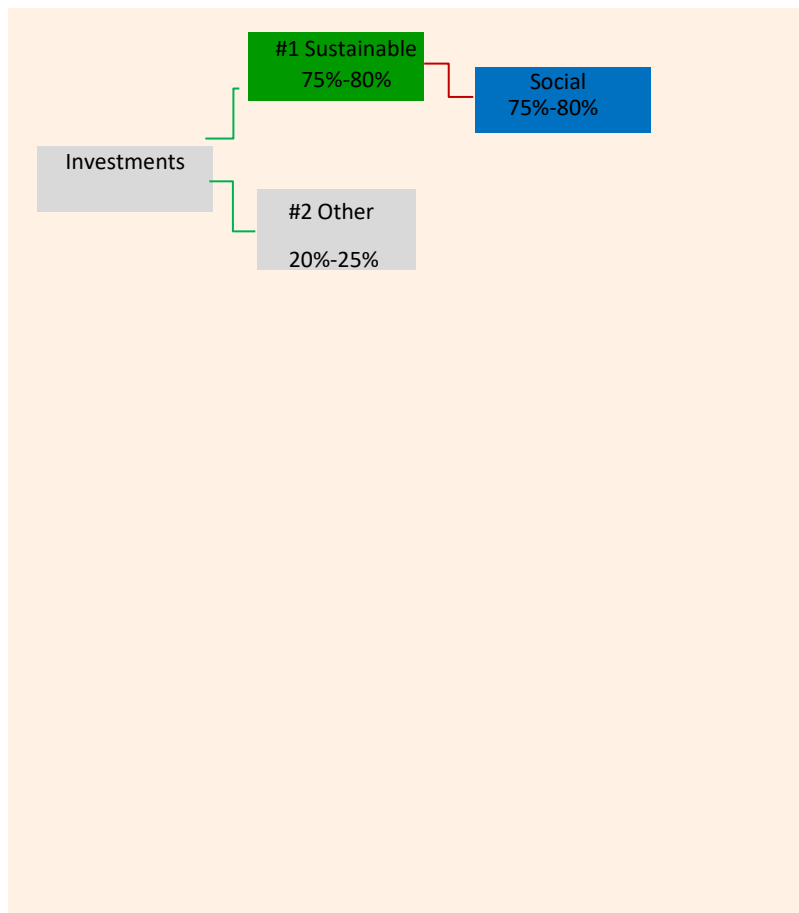 #1 Sustainable
75%-80%
Social
75%-80%
Investments
#2 Other
20%-25%